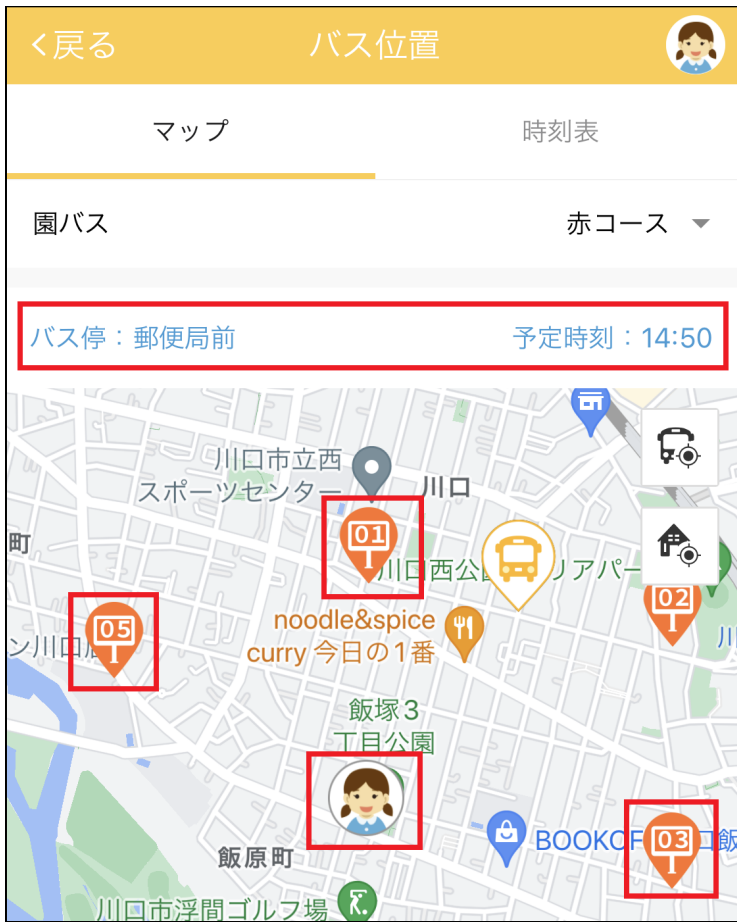 <戻る
バス位置
マップ
時刻表
園バス
赤コース
バス停：郵便局前
予定時刻：14:50
川口市立西
スポーツセンター
川口
01
町
川口西公
リアパー
02
05
noodle&spice
curry 今日の1番
ン川口
川
飯塚3
丁目公園
BOOKOF
03
口飯
飯原町
川口市浮間ゴルフ場